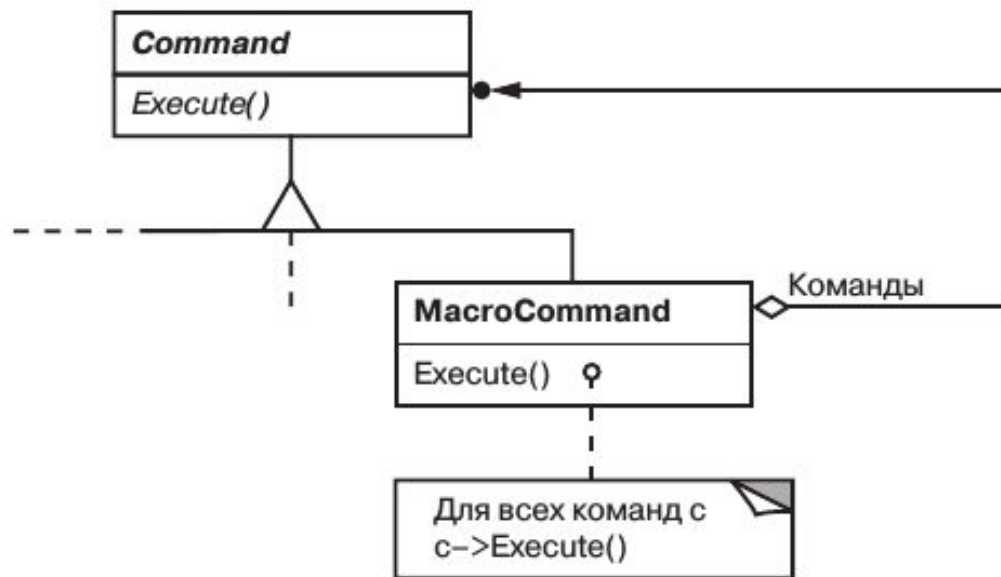 Command
Execute()
Команды
MacroCommand
Execute()
Для всех команд с
c->Execute()